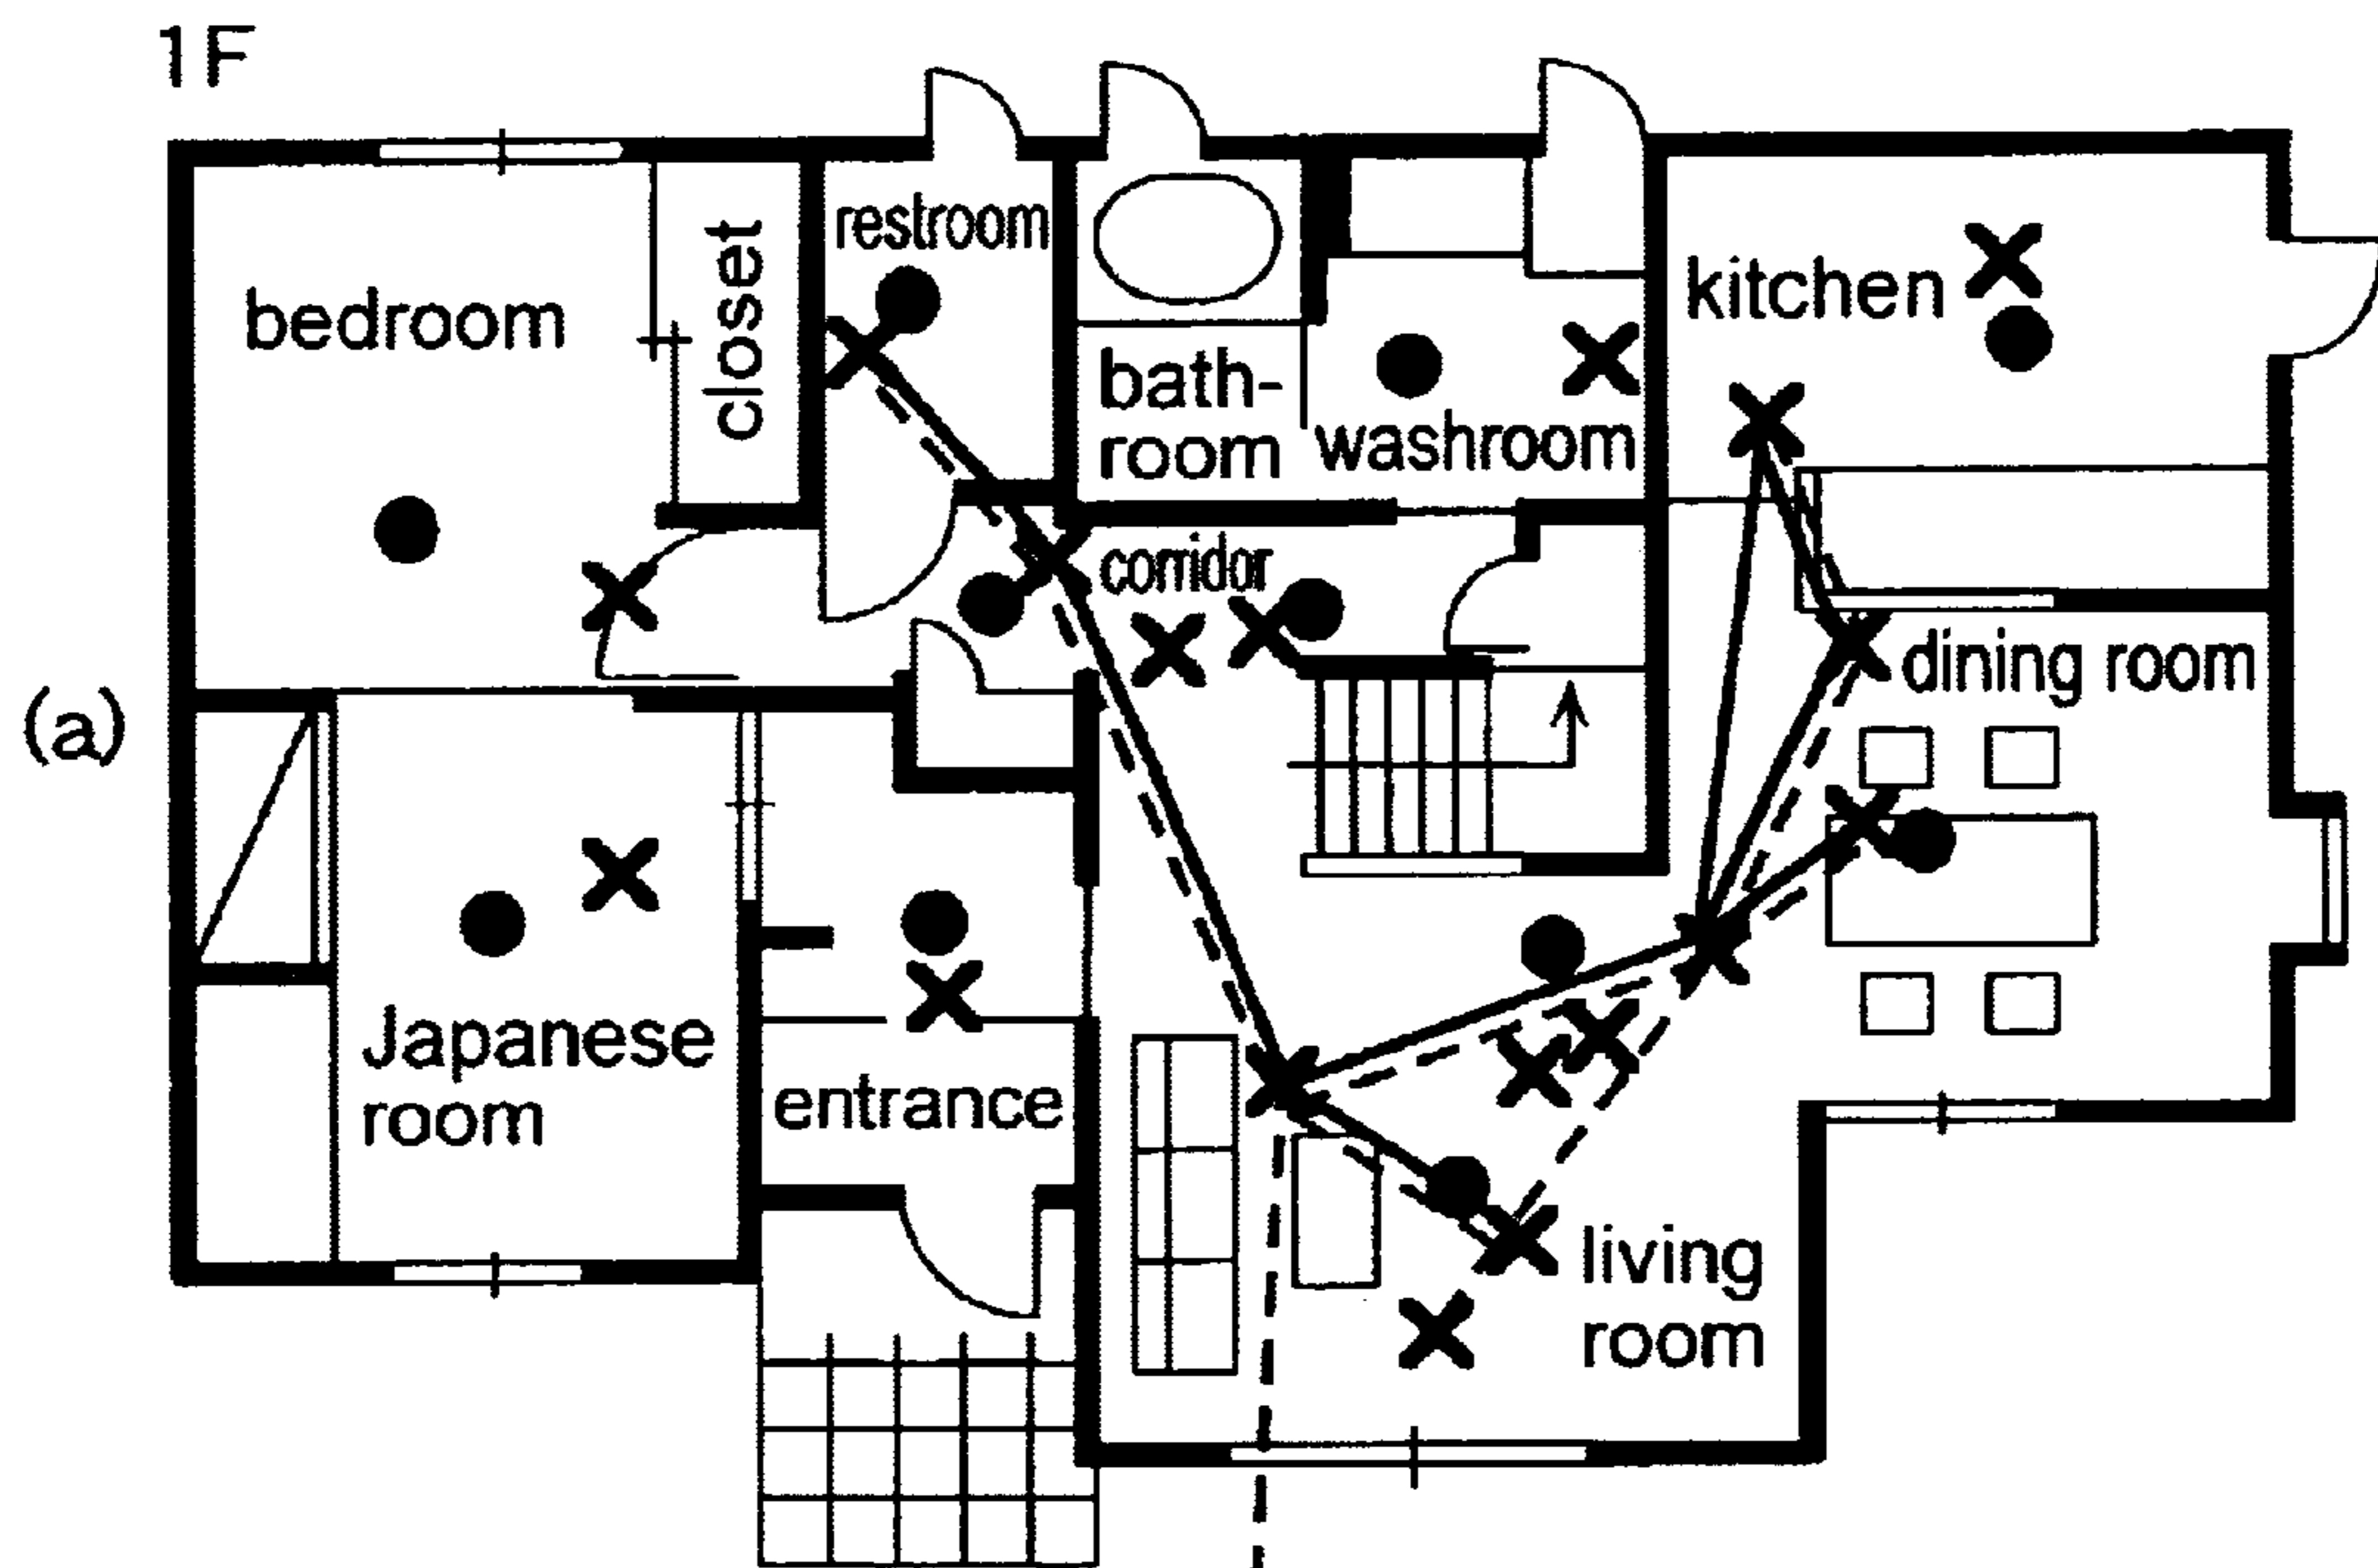 1F
restroom
bedroom
closet
kitchen
bath-
room
washroom
corridor
dining room
(a)
Japanese
room
entrance
living
room